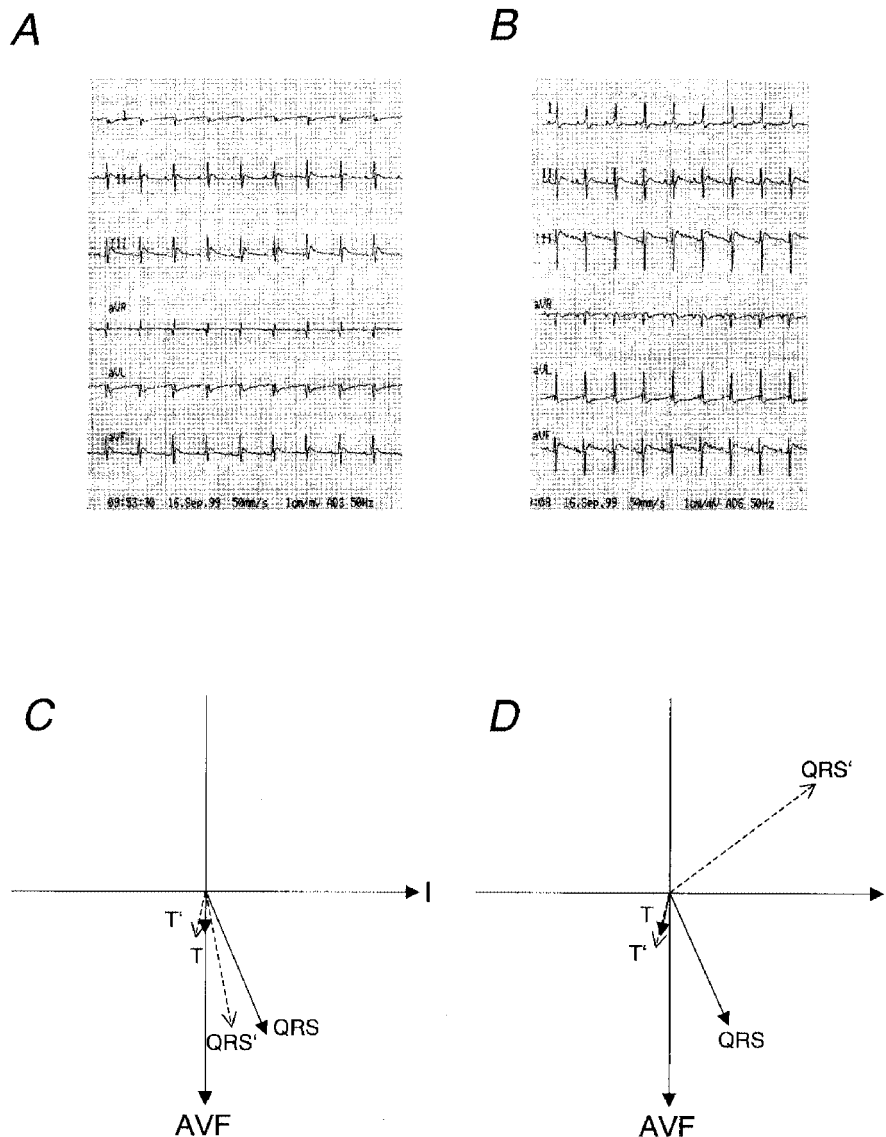 A
B
I
II
III
aVR
aVL
aVF
09:53:30 16.Sep.99 50mm/s 1cm/mV ADS 50Hz
I
II
III
aVR
aVL
aVF
:08 16.Sep.99 50mm/s 1cm/mV ADS 50Hz
C
D
QRS'
I
T'
T
T
T'
QRS'
QRS
QRS
AVF
AVF